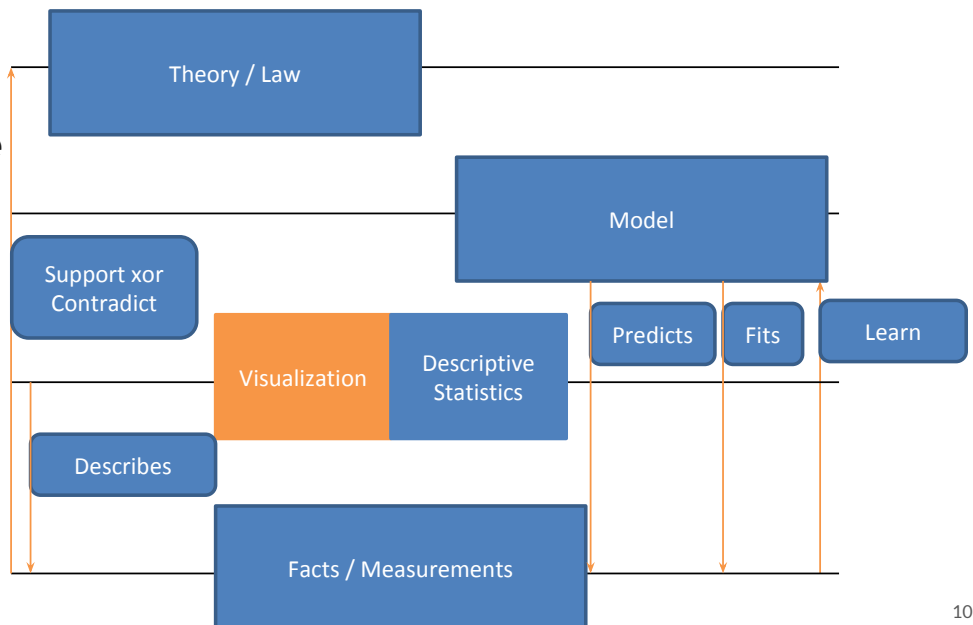 Theory / Law
Model
Support xor
Contradict
Predicts
Fits
Learn
Visualization
Descriptive
Statistics
Describes
Facts / Measurements
10